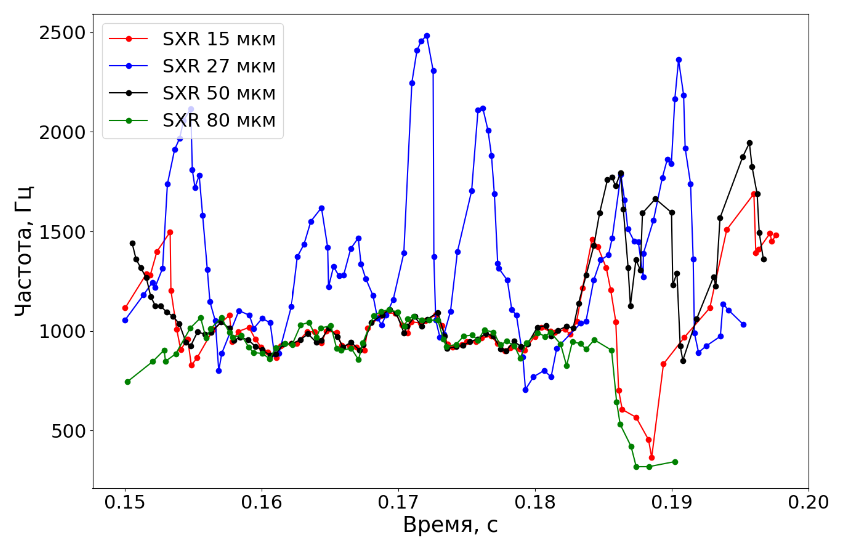 2500
2000
1500
1000
500
Частота, Гц
SXR 15 мкм
SXR 27 мкм
SXR 50 мкм
SXR 80 мкм
0.15 0.16 0.17 0.18 0.19 0.20
Время, с